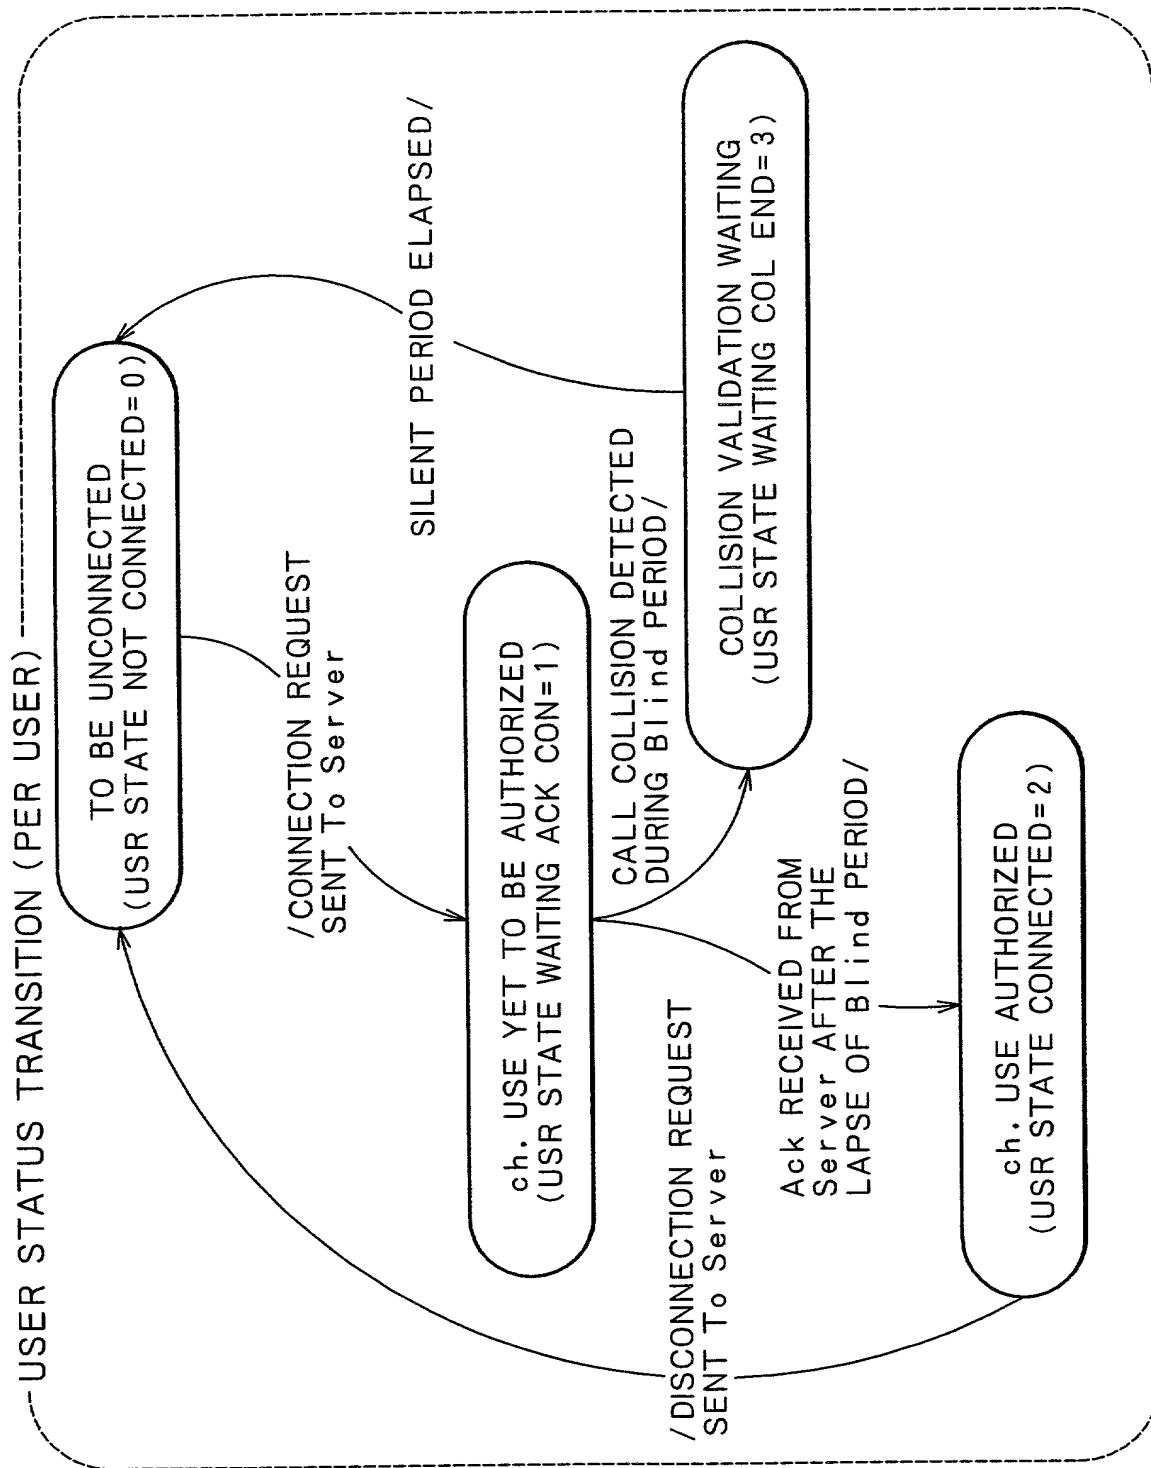 USER STATUS TRANSITION (PER USER)
TO BE UNCONNECTED
(USR STATE NOT CONNECTED=0)
/CONNECTION REQUEST
SENT To Server
SILENT PERIOD ELAPSED/
ch. USE YET TO BE AUTHORIZED
(USR STATE WAITING ACK CON=1)
CALL COLLISION DETECTED
DURING Blind PERIOD/
COLLISION VALIDATION WAITING
(USR STATE WAITING COL END=3)
/DISCONNECTION REQUEST
SENT To Server
Ack RECEIVED FROM
Server AFTER THE
LAPSE OF Blind PERIOD/
ch. USE AUTHORIZED
(USR STATE CONNECTED=2)